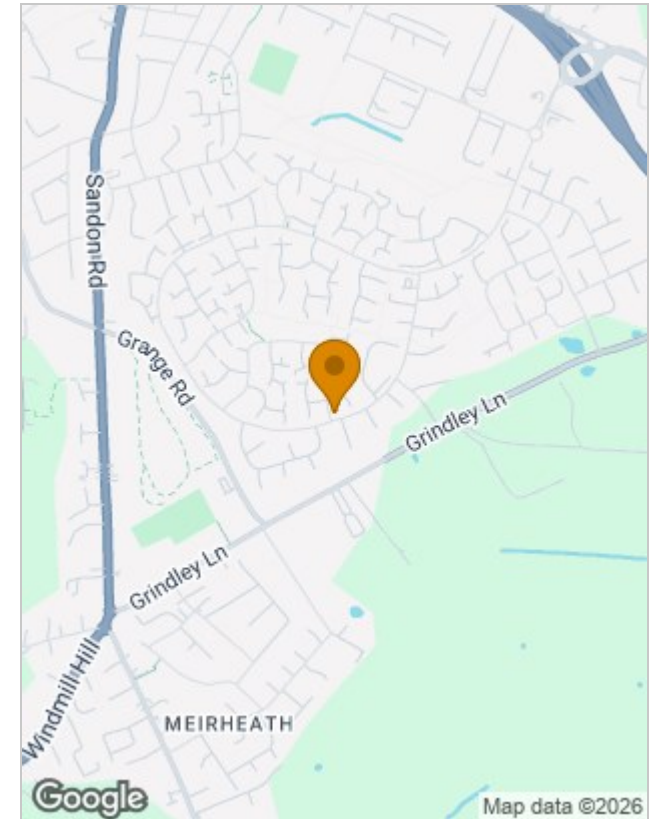 Sandon Rd
Grange Rd
Grindley Ln
Grindley Ln
Windmill Hill
MEIRHEATH
Google
Map data ©2026